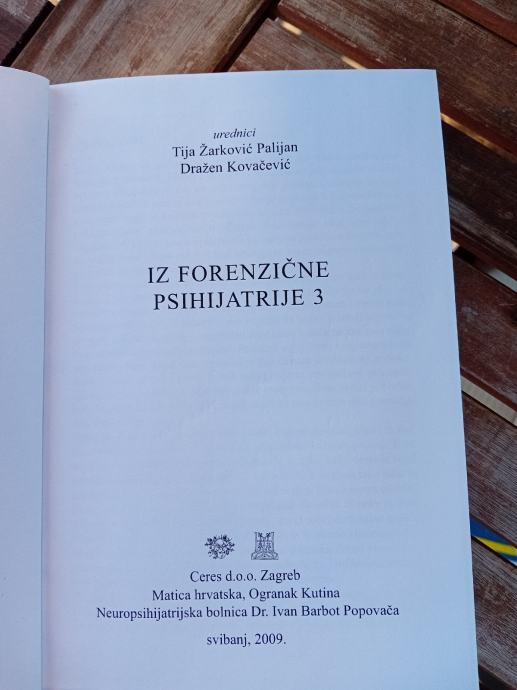 urednici
Tija Žarković Palijan
Dražen Kovačević
IZ FORENZIČNE
PSIHIJATRIJE 3
Ceres d.o.o. Zagreb
Matica hrvatska, Ogranak Kutina
Neuropsihijatrijska bolnica Dr. Ivan Barbot Popovača
svibanj, 2009.